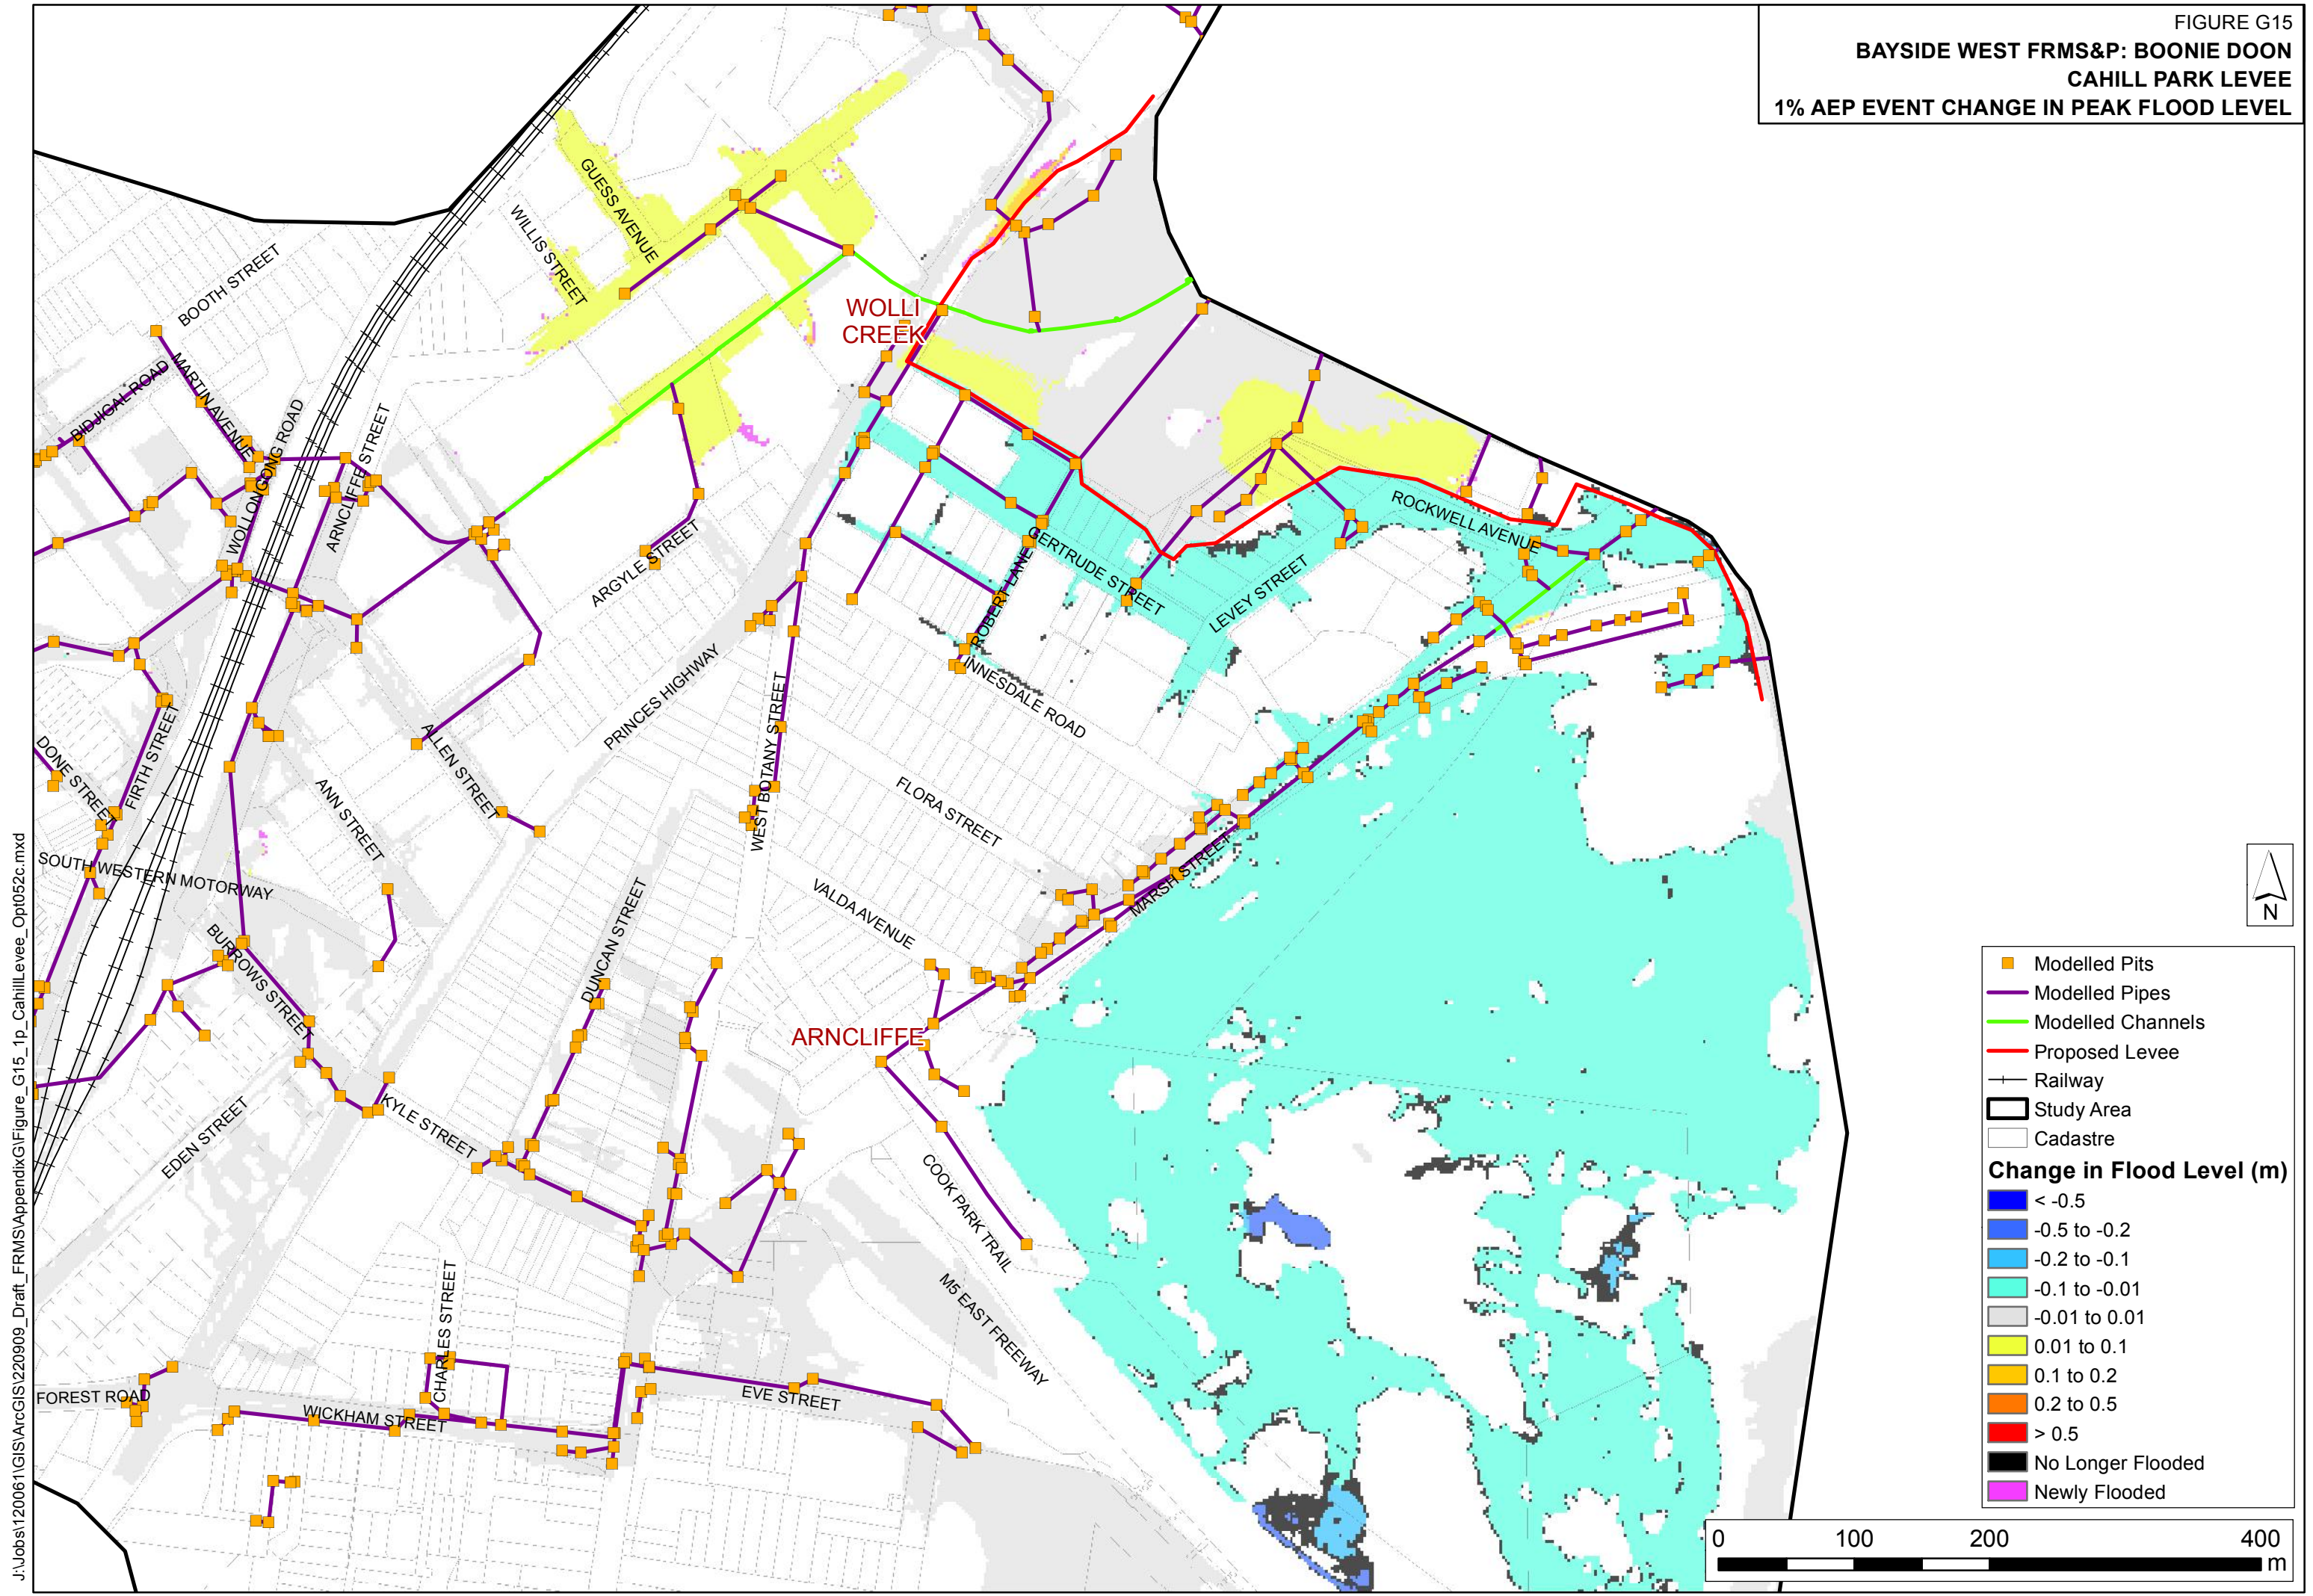 FIGURE G15
BAYSIDE WEST FRMS&P: BOONIE DOON
CAHILL PARK LEVEE
1% AEP EVENT CHANGE IN PEAK FLOOD LEVEL
GUESS AVENUE
WILLIS STREET
BOOTH STREET
WOLLI
CREEK
MARTIN AVENUE
BIDJIGAL ROAD
WOLLONGONG ROAD
ARNCLIFFE STREET
ROCKWELL AVENUE
ARGYLE STREET
GERTRUDE STREET
ROBERT LANE
LEVEY STREET
INNESDALE ROAD
PRINCES HIGHWAY
WEST BOTANY STREET
FIRTH STREET
DONE STREET
ALLEN STREET
ANN STREET
FLORA STREET
SOUTH WESTERN MOTORWAY
VALDA AVENUE
MARSH STREET
DUNCAN STREET
BURROWS STREET
ARNCLIFFE
KYLE STREET
EDEN STREET
COOK PARK TRAIL
M5 EAST FREEWAY
CHARLES STREET
FOREST ROAD
WICKHAM STREET
EVE STREET
J:\Jobs\120061\GIS\ArcGIS\220909_Draft_FRMS\AppendixG\Figure_G15_1p_CahillLevee_Opt052c.mxd
N
Modelled Pits
Modelled Pipes
Modelled Channels
Proposed Levee
Railway
Study Area
Cadastre
Change in Flood Level (m)
< -0.5
-0.5 to -0.2
-0.2 to -0.1
-0.1 to -0.01
-0.01 to 0.01
0.01 to 0.1
0.1 to 0.2
0.2 to 0.5
> 0.5
No Longer Flooded
Newly Flooded
0 100 200 400
m